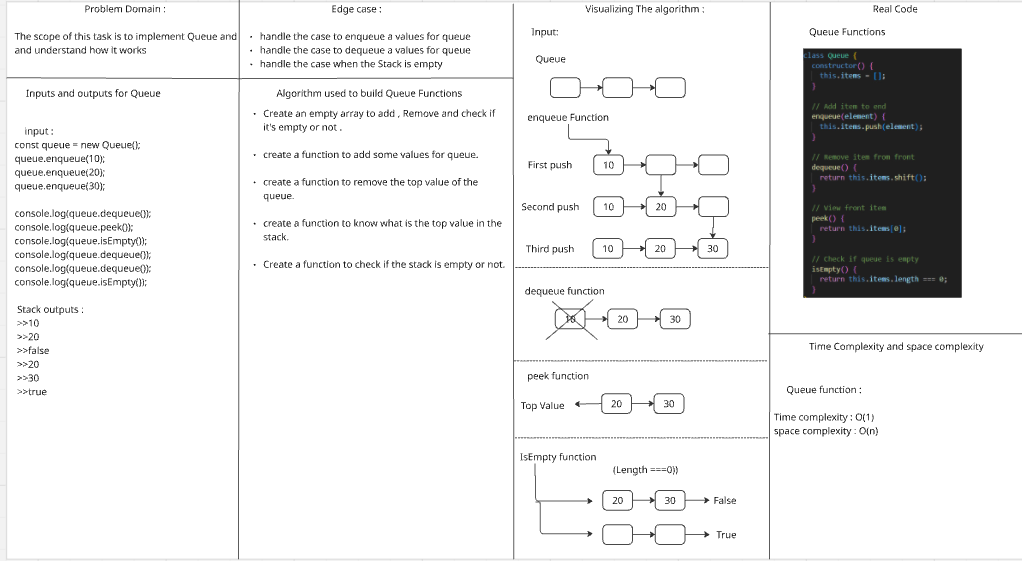 Problem Domain :
The scope of this task is to implement Queue and
and understand how it works
Inputs and outputs for Queue
input :
const queue = new Queue();
queue.enqueue(10);
queue.enqueue(20);
queue.enqueue(30);
console.log(queue.dequeue());
console.log(queue.peek());
console.log(queue.isEmpty());
console.log(queue.dequeue());
console.log(queue.dequeue());
console.log(queue.isEmpty());
Stack outputs :
>>10
>>20
>>false
>>20
>>30
>>true
Edge case :
• handle the case to enqueue a values for queue
• handle the case to dequeue a values for queue
• handle the case when the Stack is empty
Algorithm used to build Queue Functions
• Create an empty array to add , Remove and check if
it's empty or not .
• create a function to add some values for queue.
• create a function to remove the top value of the
queue.
• create a function to know what is the top value in the
stack.
• Create a function to check if the stack is empty or not.
Visualizing The algorithm :
Input:
Queue
enqueue Function
First push 10
Second push 10 20
Third push 10 20 30
dequeue function
10 20 30
peek function
Top Value 20 30
IsEmpty function
(Length ===0))
20 30 False
True
Real Code
Queue Functions
class Queue {
constructor() {
this.items = [];
}
// Add item to end
enqueue(element) {
this.items.push(element);
}
// Remove item from front
dequeue() {
return this.items.shift();
}
// View front item
peek() {
return this.items[0];
}
// Check if queue is empty
isEmpty() {
return this.items.length === 0;
}
Time Complexity and space complexity
Queue function :
Time complexity : O(1)
space complexity : O(n)